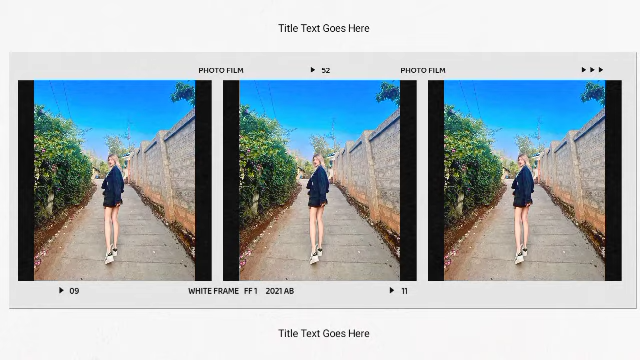 Title Text Goes Here
PHOTO FILM ▶ 52 PHOTO FILM ▶ ▶ ▶
▶ 09 WHITE FRAME FF 1 2021 AB ▶ 11
Title Text Goes Here